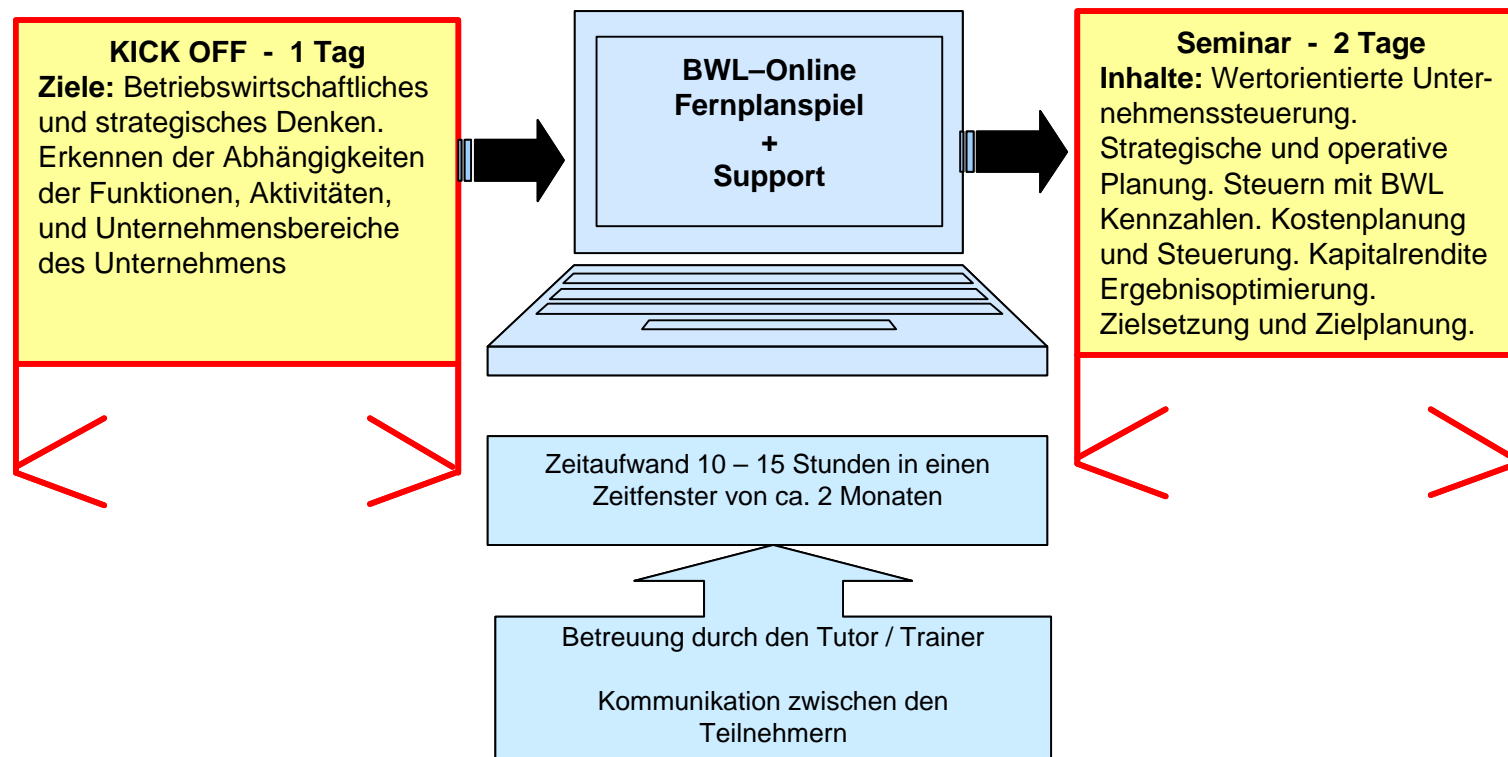 KICK OFF - 1 Tag
Ziele: Betriebswirtschaftliches
und strategisches Denken.
Erkennen der Abhängigkeiten
der Funktionen, Aktivitäten,
und Unternehmensbereiche
des Unternehmens
BWL–Online
Fernplanspiel
+
Support
Seminar - 2 Tage
Inhalte: Wertorientierte Unter-
nehmenssteuerung.
Strategische und operative
Planung. Steuern mit BWL
Kennzahlen. Kostenplanung
und Steuerung. Kapitalrendite
Ergebnisoptimierung.
Zielsetzung und Zielplanung.
Zeitaufwand 10 – 15 Stunden in einen
Zeitfenster von ca. 2 Monaten
Betreuung durch den Tutor / Trainer
Kommunikation zwischen den
Teilnehmern